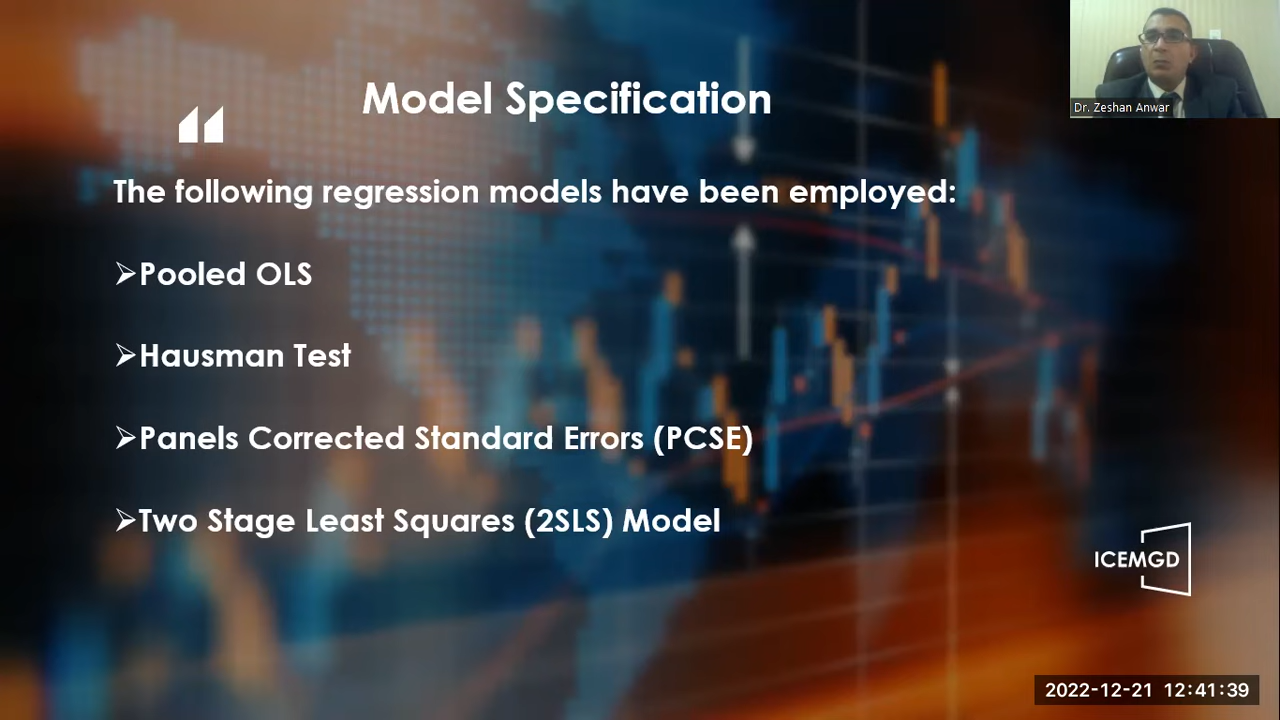 Model Specification
Dr. Zeshan Anwar
The following regression models have been employed:
➢Pooled OLS
➢Hausman Test
➢Panels Corrected Standard Errors (PCSE)
➢Two Stage Least Squares (2SLS) Model
ICEMGD
2022-12-21 12:41:39